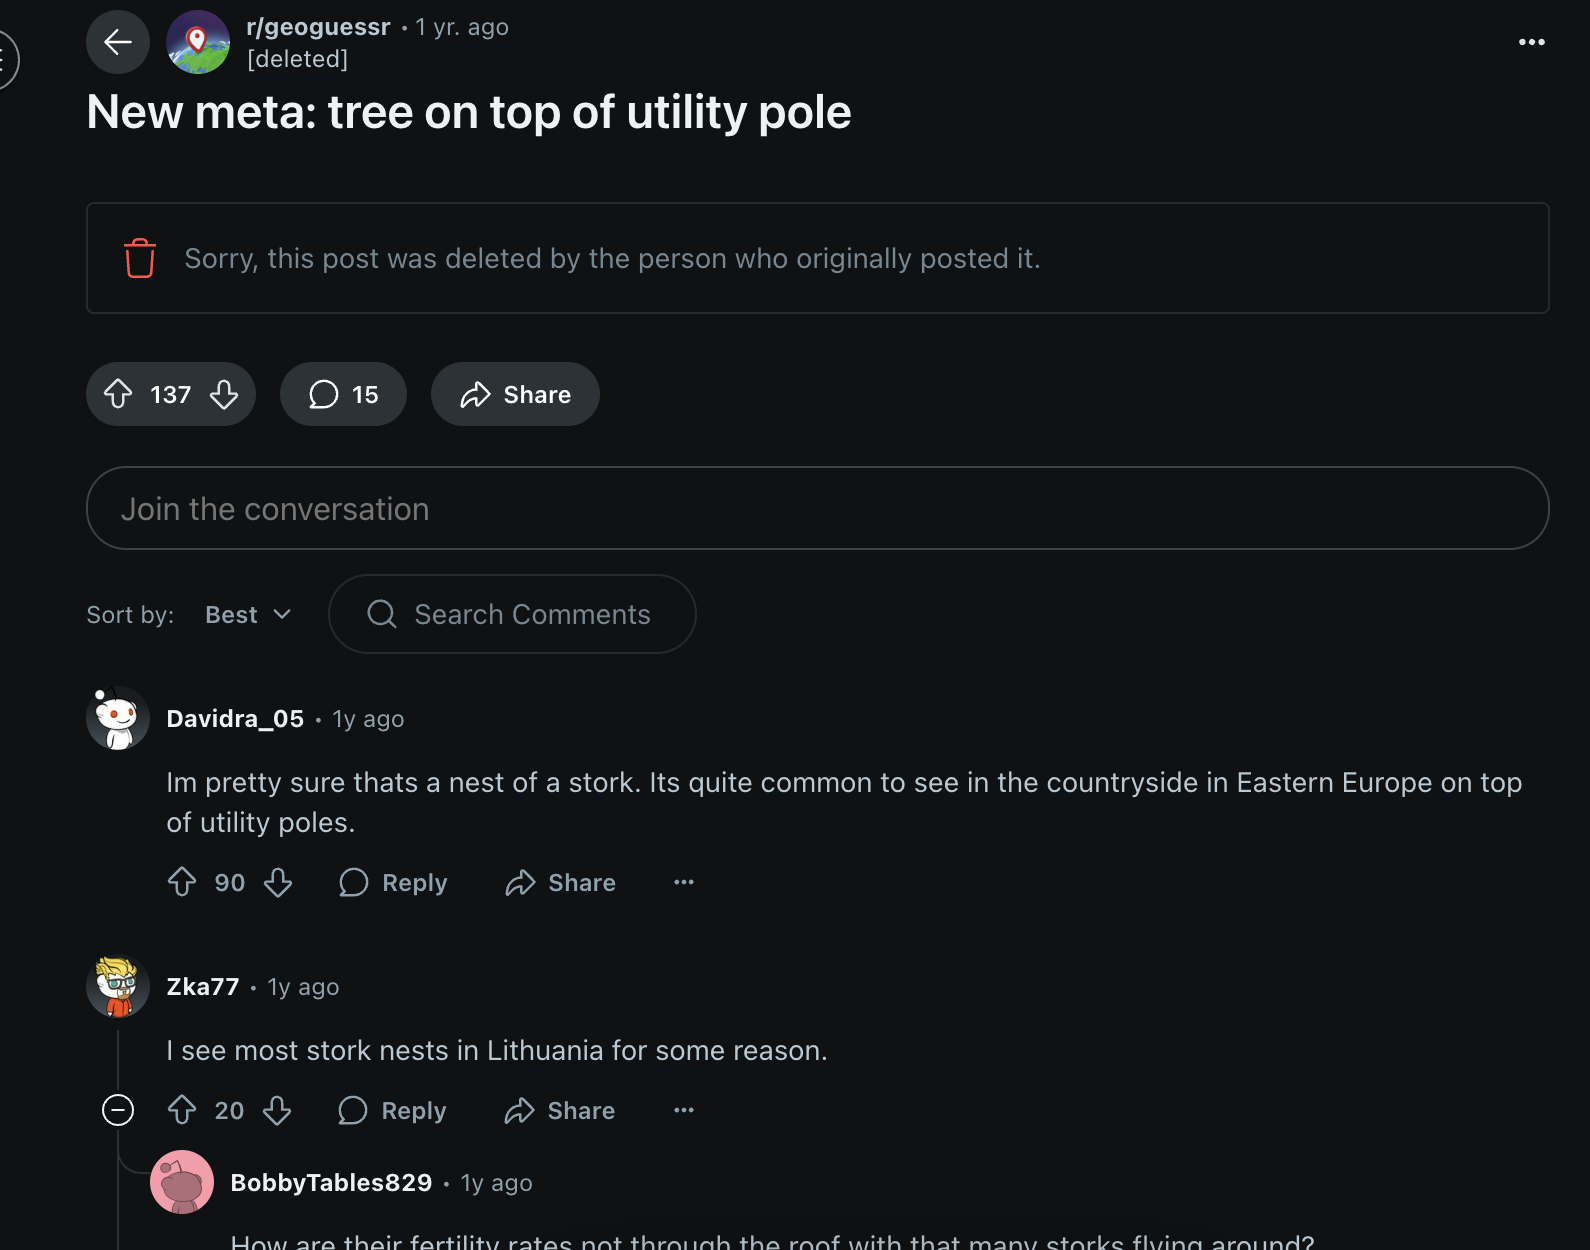 r/geoguessr • 1 yr. ago
[deleted]
New meta: tree on top of utility pole
Sorry, this post was deleted by the person who originally posted it.
137
15
Share
Join the conversation
Sort by: Best
Search Comments
Davidra_05 • 1y ago
Im pretty sure thats a nest of a stork. Its quite common to see in the countryside in Eastern Europe on top
of utility poles.
90 Reply Share
Zka77 • 1y ago
I see most stork nests in Lithuania for some reason.
20 Reply Share
BobbyTables829 • 1y ago
How are their fertility rates not through the roof with that many storks flying around?